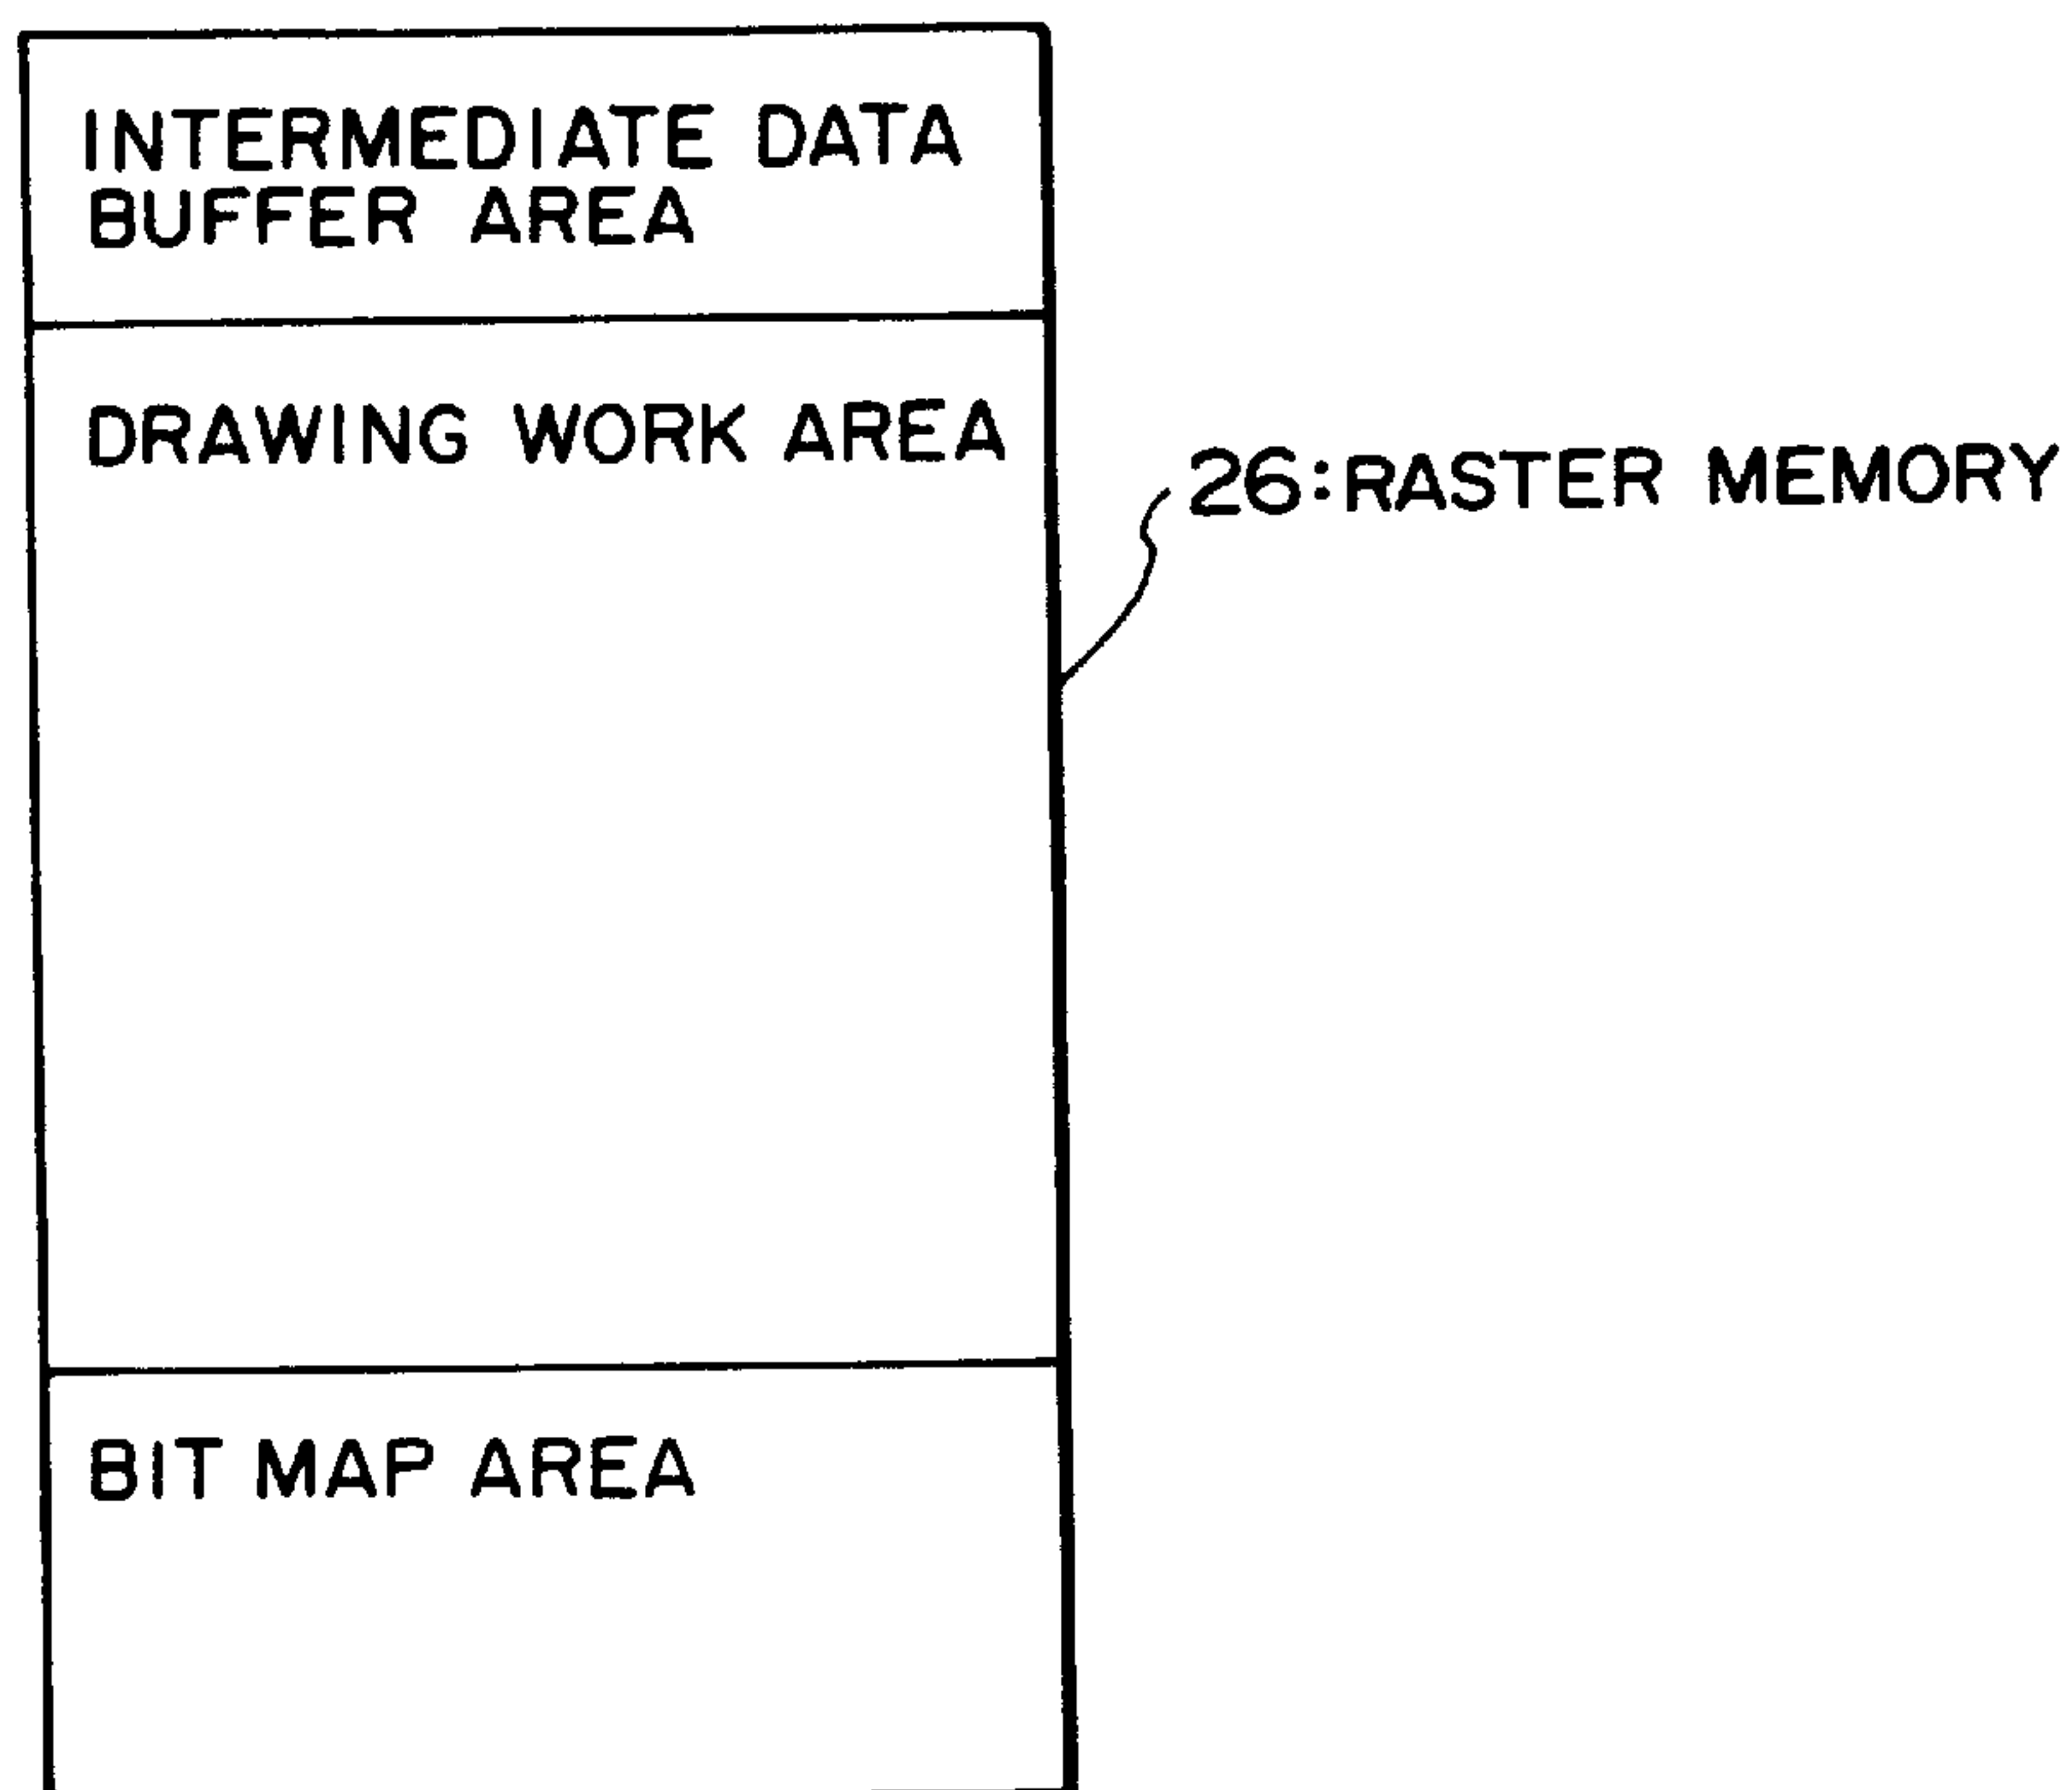 INTERMEDIATE DATA
BUFFER AREA
DRAWING WORK AREA
26:RASTER MEMORY
BIT MAP AREA